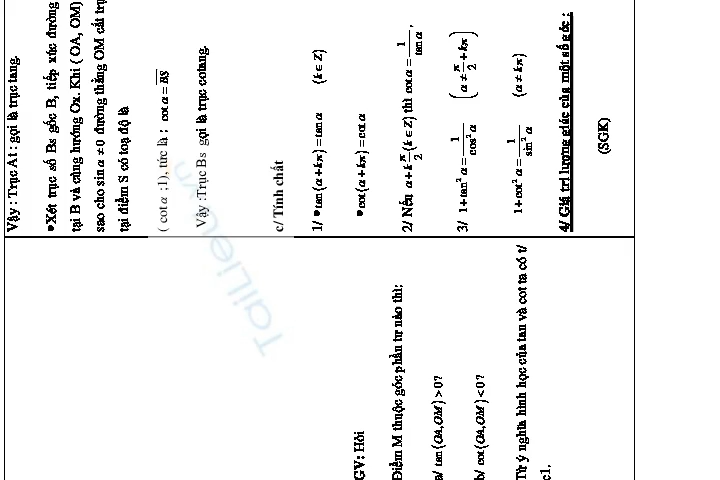 Vậy : Trục At : gọi là trục tang.
*Xét trục số Bs gốc B, tiếp xúc đường
tại B và cùng hướng Ox. Khi ( OA, OM)
sao cho sin α ≠ 0 đường thẳng OM cắt trụ
tại điểm S có toạ độ là
( cot α ; 1), tức là : cot α = BS
Vậy :Trục Bs gọi là trục cotang.
c/ Tính chất
1/ *tan(α + kπ) = tan α (k ∈ Z)
*cot(α + kπ) = cot α
2/ Nếu α + k π/2 (k ∈ Z) thì cot α = 1/tan α ,
3/ 1 + tan² α = 1/cos² α (α ≠ π/2 + kπ)
1 + cot² α = 1/sin² α (α ≠ kπ)
4/ Giá trị lượng giác của một số góc :
(SGK)
GV: Hỏi
Điểm M thuộc góc phần tư nào thì:
a/ tan(OA,OM) > 0?
b/ cot(OA,OM) < 0?
Từ ý nghĩa hình học của tan và cot ta có t/
c1.
TaiLieu.vn